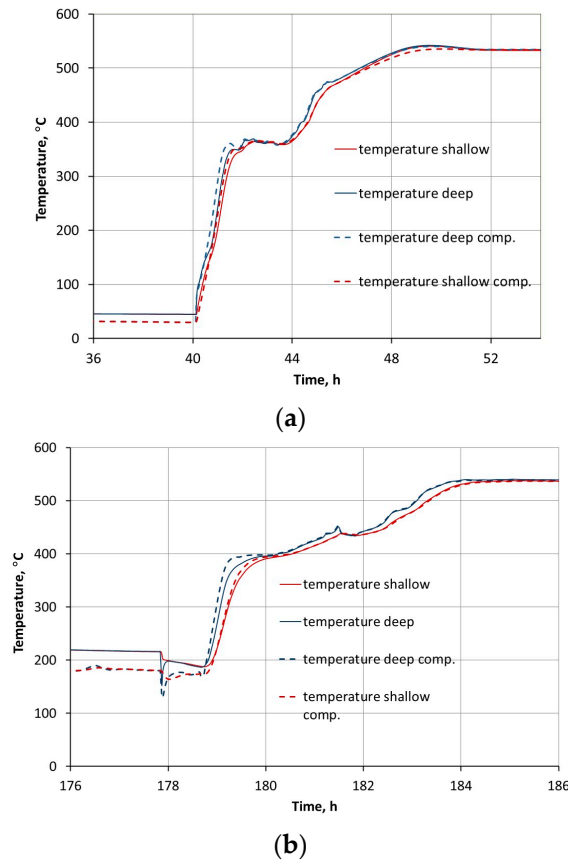 600
500
400
300
200
100
0
Temperature, °C
temperature shallow
temperature deep
temperature deep comp.
temperature shallow comp.
36 40 44 48 52
Time, h
(a)
600
500
400
300
200
100
0
Temperature, °C
temperature shallow
temperature deep
temperature deep comp.
temperature shallow
comp.
176 178 180 182 184 186
Time, h
(b)